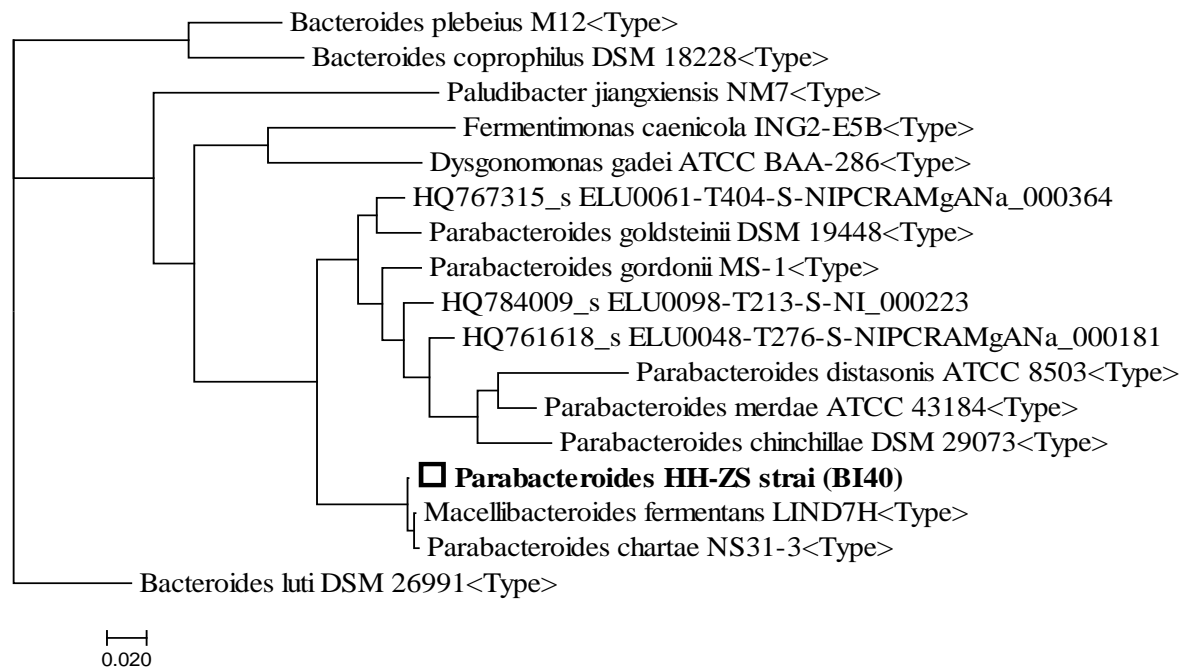 Bacteroides plebeius M12<Type>
Bacteroides coprophilus DSM 18228<Type>
Paludibacter jiangxiensis NM7<Type>
Fermentimonas caenicola ING2-E5B<Type>
Dysgonomonas gadei ATCC BAA-286<Type>
HQ767315_s ELU0061-T404-S-NIPCRAMgANa_000364
Parabacteroides goldsteinii DSM 19448<Type>
Parabacteroides gordonii MS-1<Type>
HQ784009_s ELU0098-T213-S-NI_000223
HQ761618_s ELU0048-T276-S-NIPCRAMgANa_000181
Parabacteroides distasonis ATCC 8503<Type>
Parabacteroides merdae ATCC 43184<Type>
Parabacteroides chinchillae DSM 29073<Type>
Parabacteroides HH-ZS strai (BI40)
Macellibacteroides fermentans LIND7H<Type>
Parabacteroides chartae NS31-3<Type>
Bacteroides luti DSM 26991<Type>
0.020